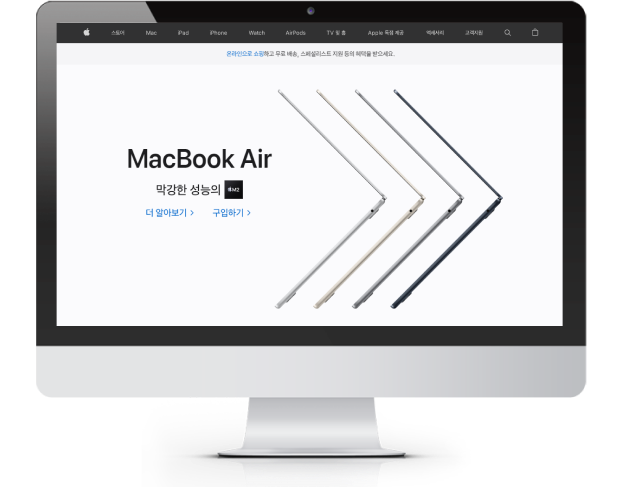 스토어 Mac iPad iPhone Watch AirPods TV 및 홈 Apple 독점 제공 액세서리 고객지원
온라인으로 쇼핑하고 무료 배송, 스페셜리스트 지원 등의 혜택을 받으세요.
MacBook Air
막강한 성능의 M2
더 알아보기 >
구입하기 >